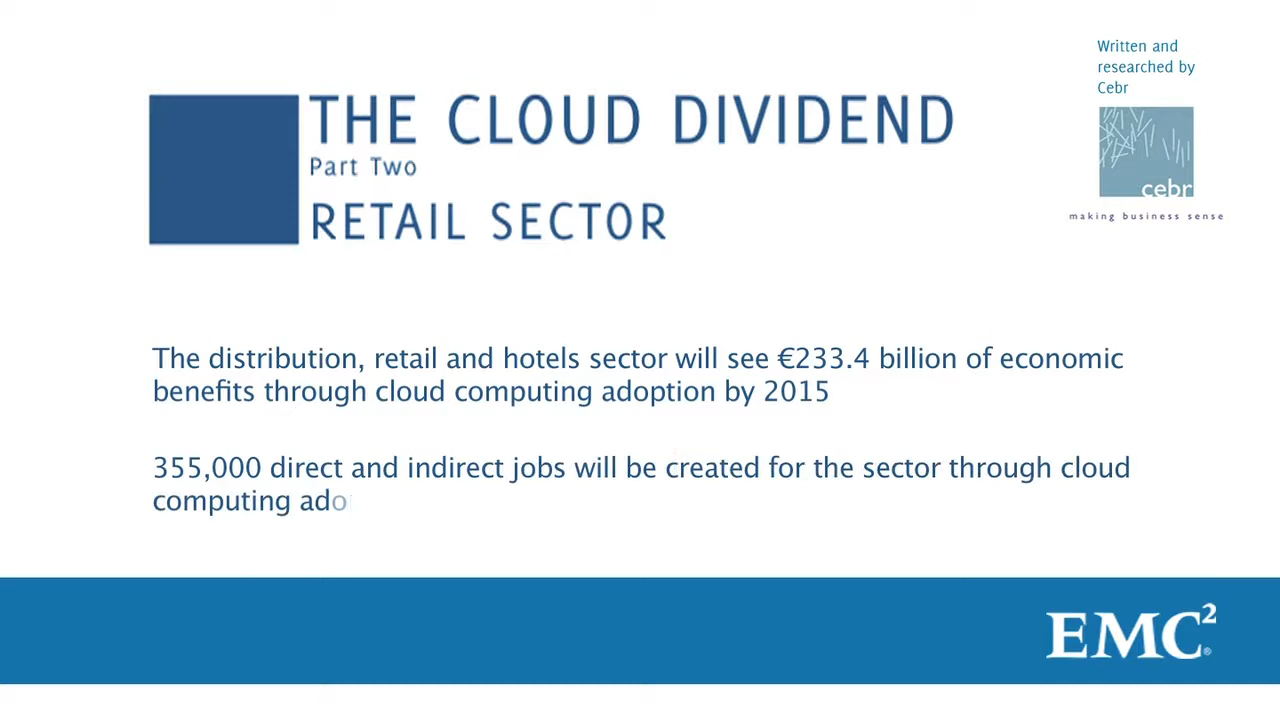 Written and
researched by
Cebr
cebr
making business sense
THE CLOUD DIVIDEND
Part Two
RETAIL SECTOR
The distribution, retail and hotels sector will see €233.4 billion of economic
benefits through cloud computing adoption by 2015
355,000 direct and indirect jobs will be created for the sector through cloud
computing ado
EMC²®